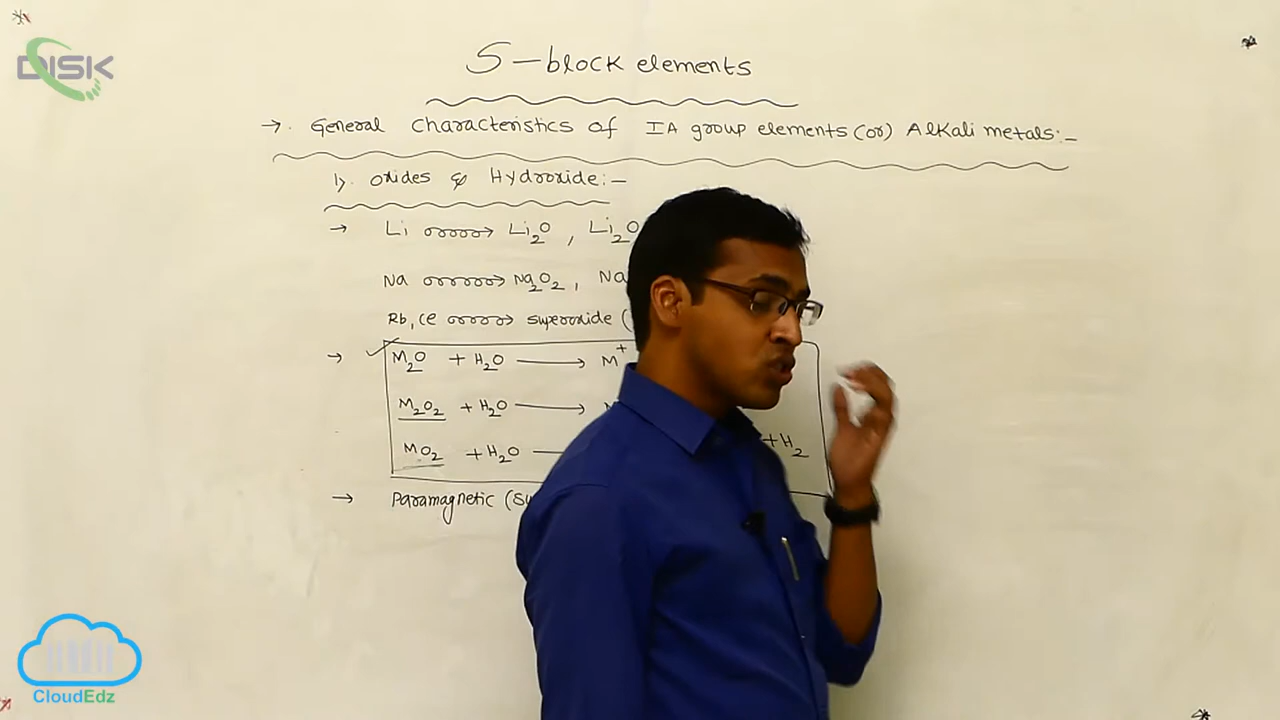 DISK
S-block elements
→ General characteristics of IA group elements (or) Alkali metals:-
1). Oxides & Hydroxide:-
→ Li → Li₂O , Li₂O
Na → Na₂O₂ , Na
Rb, Ce → superoxide (
→ M₂O + H₂O → M⁺
M₂O₂ + H₂O →
MO₂ + H₂O — + H₂
→ Paramagnetic (Su
CloudEdz